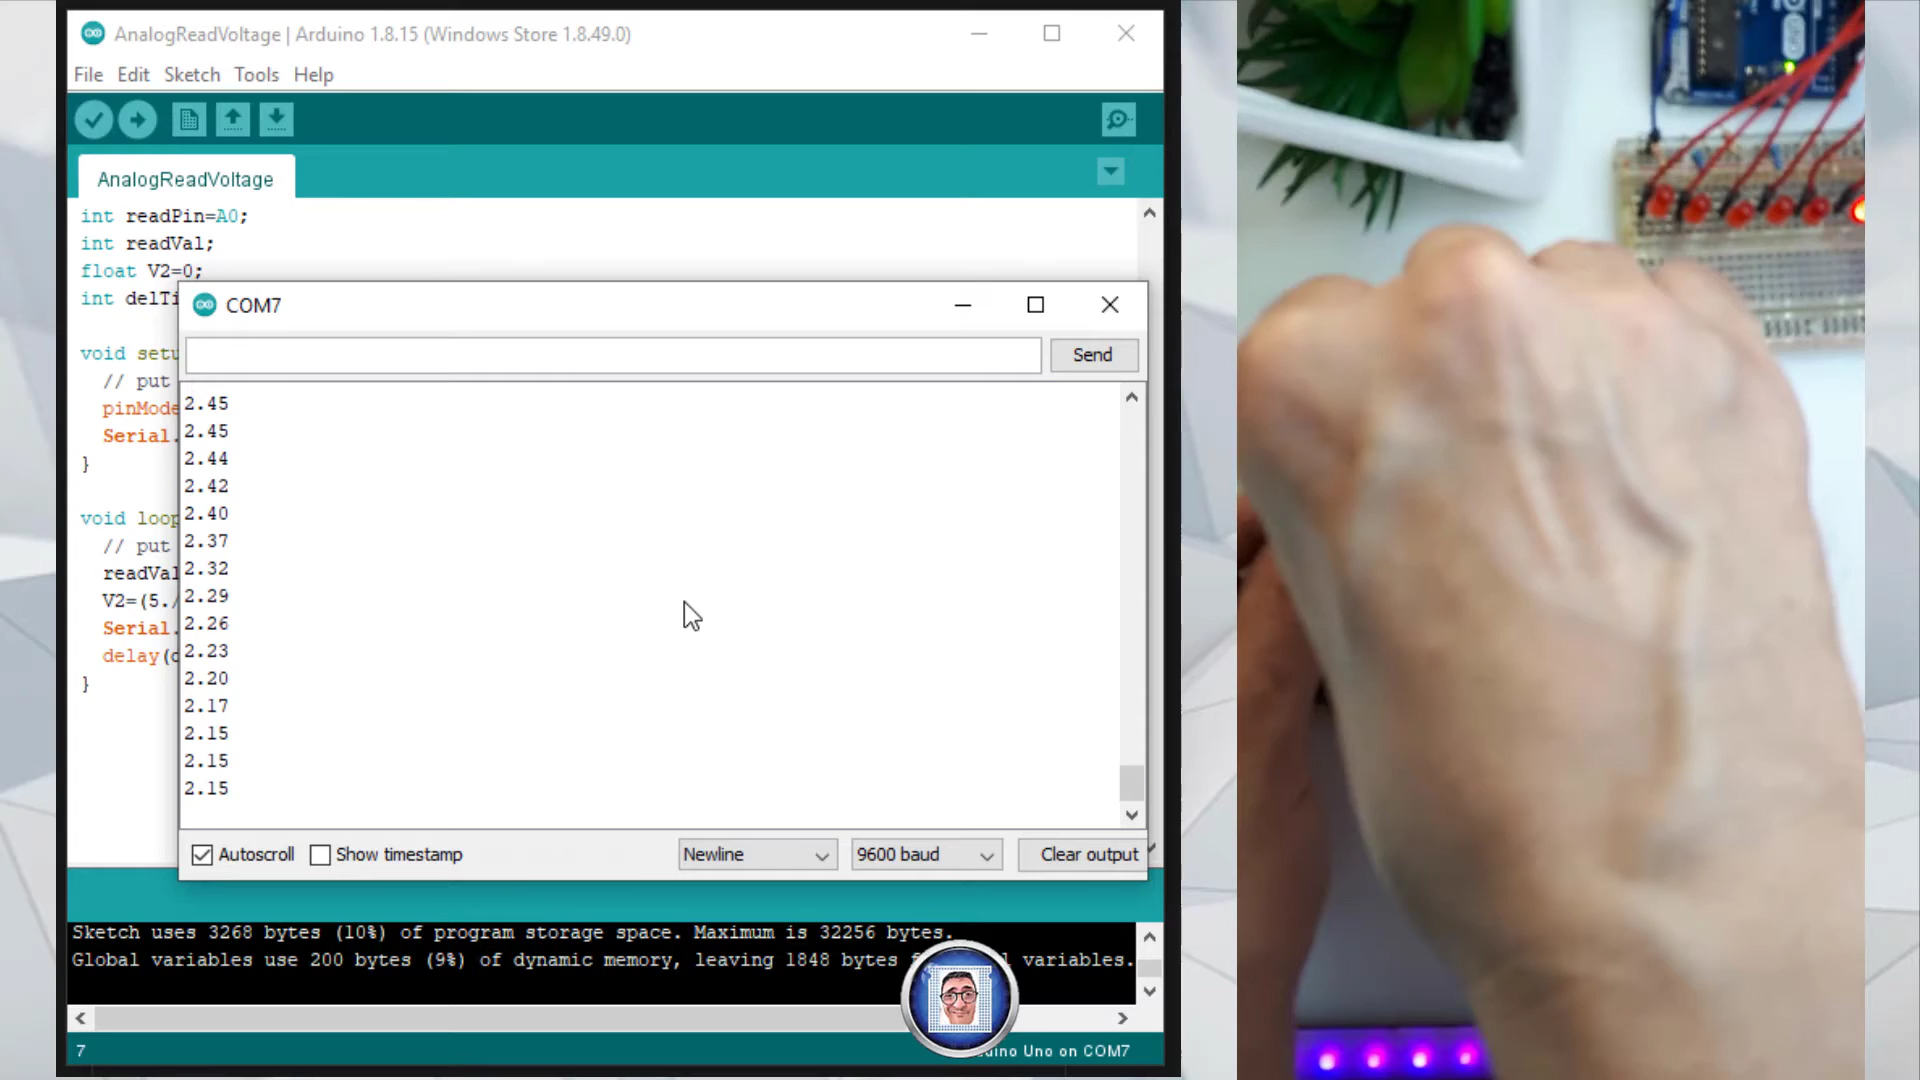 AnalogReadVoltage | Arduino 1.8.15 (Windows Store 1.8.49.0)
File Edit Sketch Tools Help
AnalogReadVoltage
int readPin=A0;
int readVal;
float V2=0;
int delTi
void setu
// put
pinMode
Serial.
}
void loop
// put
readVal
V2=(5./
Serial.
delay(
}
COM7
Send
2.45
2.45
2.44
2.42
2.40
2.37
2.32
2.29
2.26
2.23
2.20
2.17
2.15
2.15
2.15
Autoscroll Show timestamp Newline 9600 baud Clear output
Sketch uses 3268 bytes (10%) of program storage space. Maximum is 32256 bytes.
Global variables use 200 bytes (9%) of dynamic memory, leaving 1848 bytes variables.
7 Uno on COM7